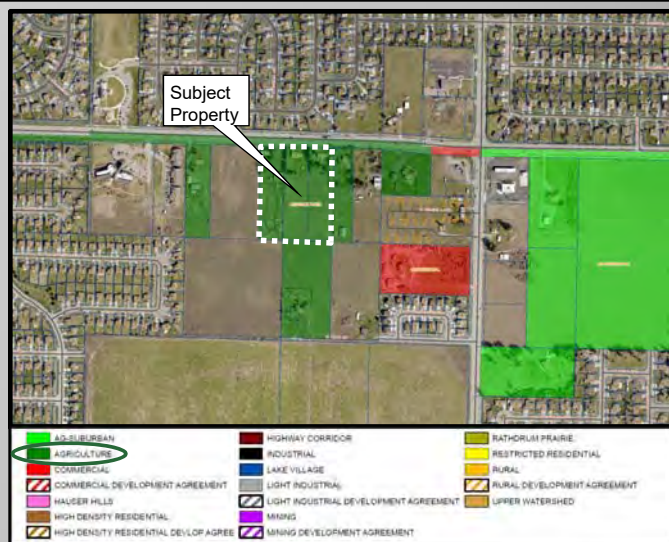 Subject
Property
AG-SUBURBAN
AGRICULTURE
COMMERCIAL
COMMERCIAL DEVELOPMENT AGREEMENT
HAUSER HILLS
HIGH DENSITY RESIDENTIAL
HIGH DENSITY RESIDENTIAL DEVLOP AGREE
HIGHWAY CORRIDOR
INDUSTRIAL
LAKE VILLAGE
LIGHT INDUSTRIAL
LIGHT INDUSTRIAL DEVELOPMENT AGREEMENT
MINING
MINING DEVELOPMENT AGREEMENT
RATHDRUM PRAIRIE
RESTRICTED RESIDENTIAL
RURAL
RURAL DEVELOPMENT AGREEMENT
UPPER WATERSHED